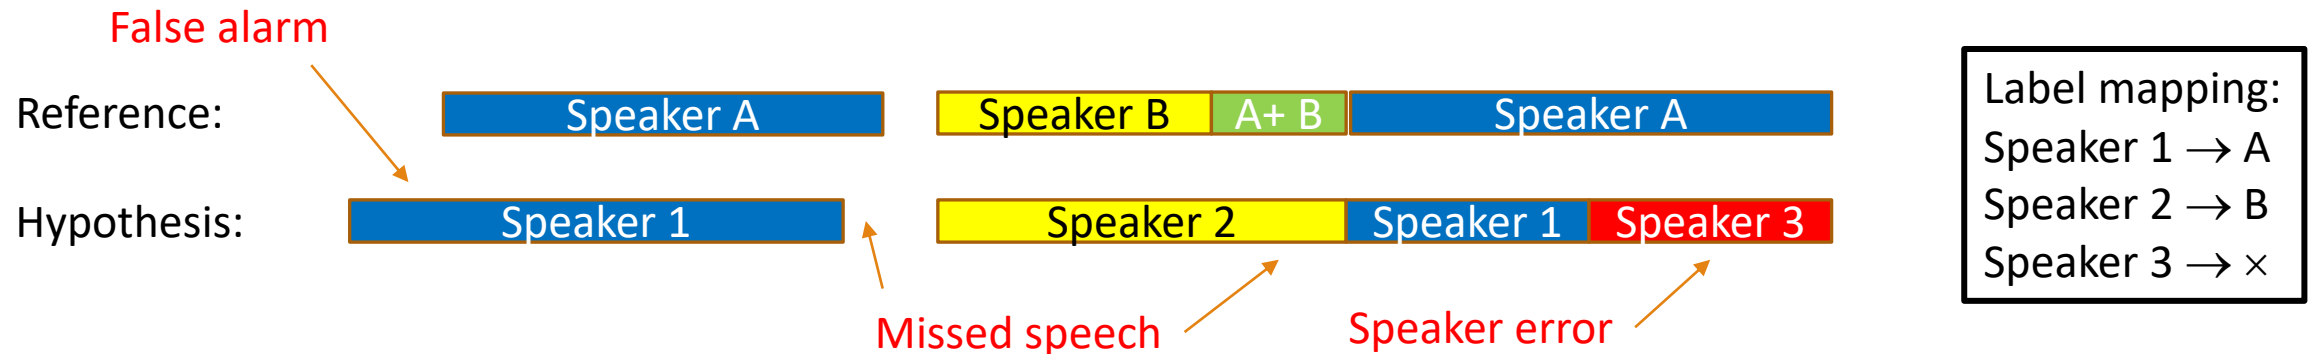 False alarm
Reference:
Speaker A
Speaker B
A+ B
Speaker A
Hypothesis:
Speaker 1
Speaker 2
Speaker 1
Speaker 3
Missed speech
Speaker error
Label mapping:
Speaker 1 → A
Speaker 2 → B
Speaker 3 → ×